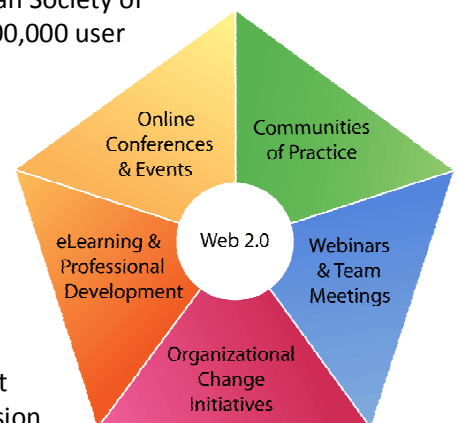 an Society of
00,000 user
Online
Conferences
& Events
Communities
of Practice
eLearning &
Professional
Development
Web 2.0
Webinars
& Team
Meetings
Organizational
Change
Initiatives
t
sion